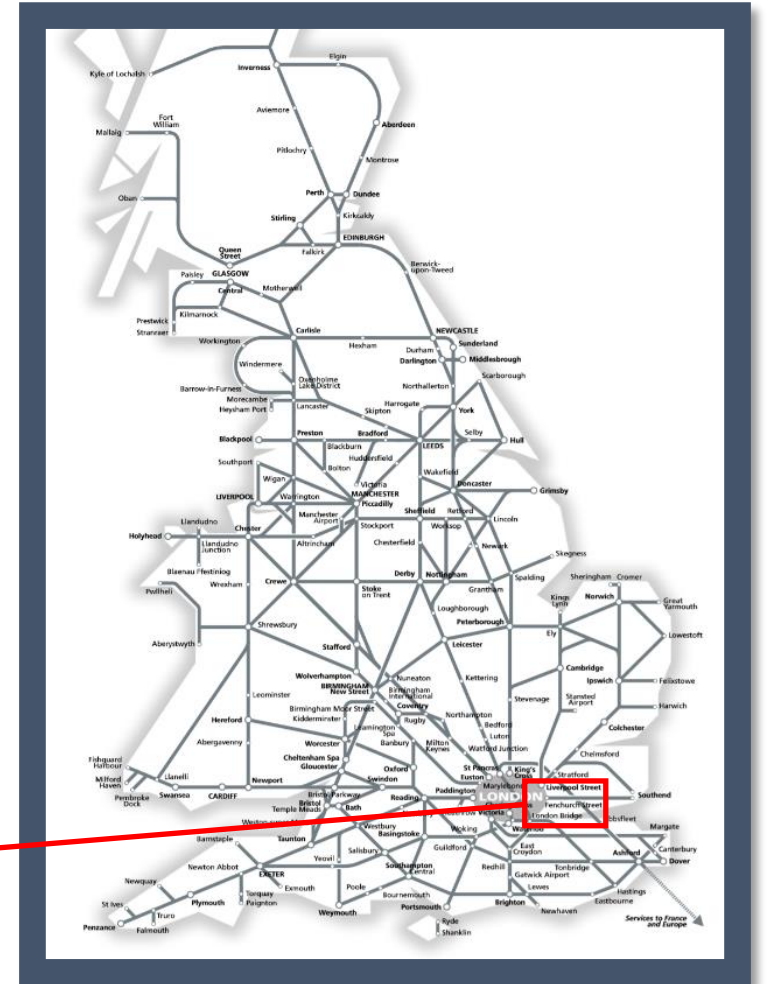 Elgin
Inverness
Kyle of Lochalsh
Aviemore
Fort
William
Mallaig
Aberdeen
Pitlochry
Montrose
Perth
Dundee
Oban
Stirling
Kirkcaldy
EDINBURGH
Queen
Street
Falkirk
Berwick-
upon-Tweed
Paisley
GLASGOW
Central
Motherwell
Prestwick
Kilmarnock
Stranraer
Carlisle
NEWCASTLE
Workington
Hexham
Sunderland
Durham
Darlington
Middlesbrough
Windermere
Oxenholme
Lake District
Northallerton
Scarborough
Barrow-in-Furness
Morecambe
Heysham Port
Lancaster
Harrogate
York
Skipton
Blackpool
Preston
Bradford
LEEDS
Selby
Hull
Blackburn
Huddersfield
Southport
Bolton
Wakefield
Wigan
Victoria
Doncaster
LIVERPOOL
Warrington
MANCHESTER
Piccadilly
Grimsby
Manchester
Airport
Sheffield
Retford
Llandudno
Chester
Stockport
Worksop
Lincoln
Holyhead
Llandudno
Junction
Altrincham
Chesterfield
Newark
Skegness
Blaenau Ffestiniog
Wrexham
Crewe
Derby
Nottingham
Spalding
Sheringham
Cromer
Pwllheli
Stoke
on Trent
Grantham
Kings
Lynn
Norwich
Great
Yarmouth
Loughborough
Shrewsbury
Peterborough
Ely
Lowestoft
Aberystwyth
Stafford
Leicester
Wolverhampton
Cambridge
BIRMINGHAM
New Street
Nuneaton
Kettering
Ipswich
Felixstowe
Leominster
Birmingham
International
Stansted
Airport
Birmingham Moor Street
Coventry
Stevenage
Harwich
Hereford
Kidderminster
Rugby
Northampton
Leamington
Spa
Bedford
Colchester
Abergavenny
Worcester
Banbury
Milton
Keynes
Luton
Watford Junction
Chelmsford
Fishguard
Harbour
Cheltenham Spa
Gloucester
Oxford
St Pancras
King's
Cross
Euston
Stratford
Milford
Haven
Llanelli
Newport
Swindon
Marylebone
Liverpool Street
Pembroke
Dock
Swansea
CARDIFF
Bristol Parkway
Reading
Paddington
LONDON
Southend
Bristol
Temple Meads
Bath
Fenchurch Street
Victoria
London Bridge
Westbury
Basingstoke
Waterloo
Margate
Barnstaple
Taunton
Woking
East
Croydon
Canterbury
Salisbury
Guildford
Ashford
Dover
Newton Abbot
Yeovil
Southampton
Central
Redhill
Tonbridge
EXETER
Gatwick Airport
Newquay
Exmouth
Poole
Lewes
Hastings
Torquay
Paignton
Bournemouth
Eastbourne
St Ives
Plymouth
Weymouth
Portsmouth
Brighton
Newhaven
Truro
Falmouth
Penzance
Ryde
Shanklin
Services to France
and Europe